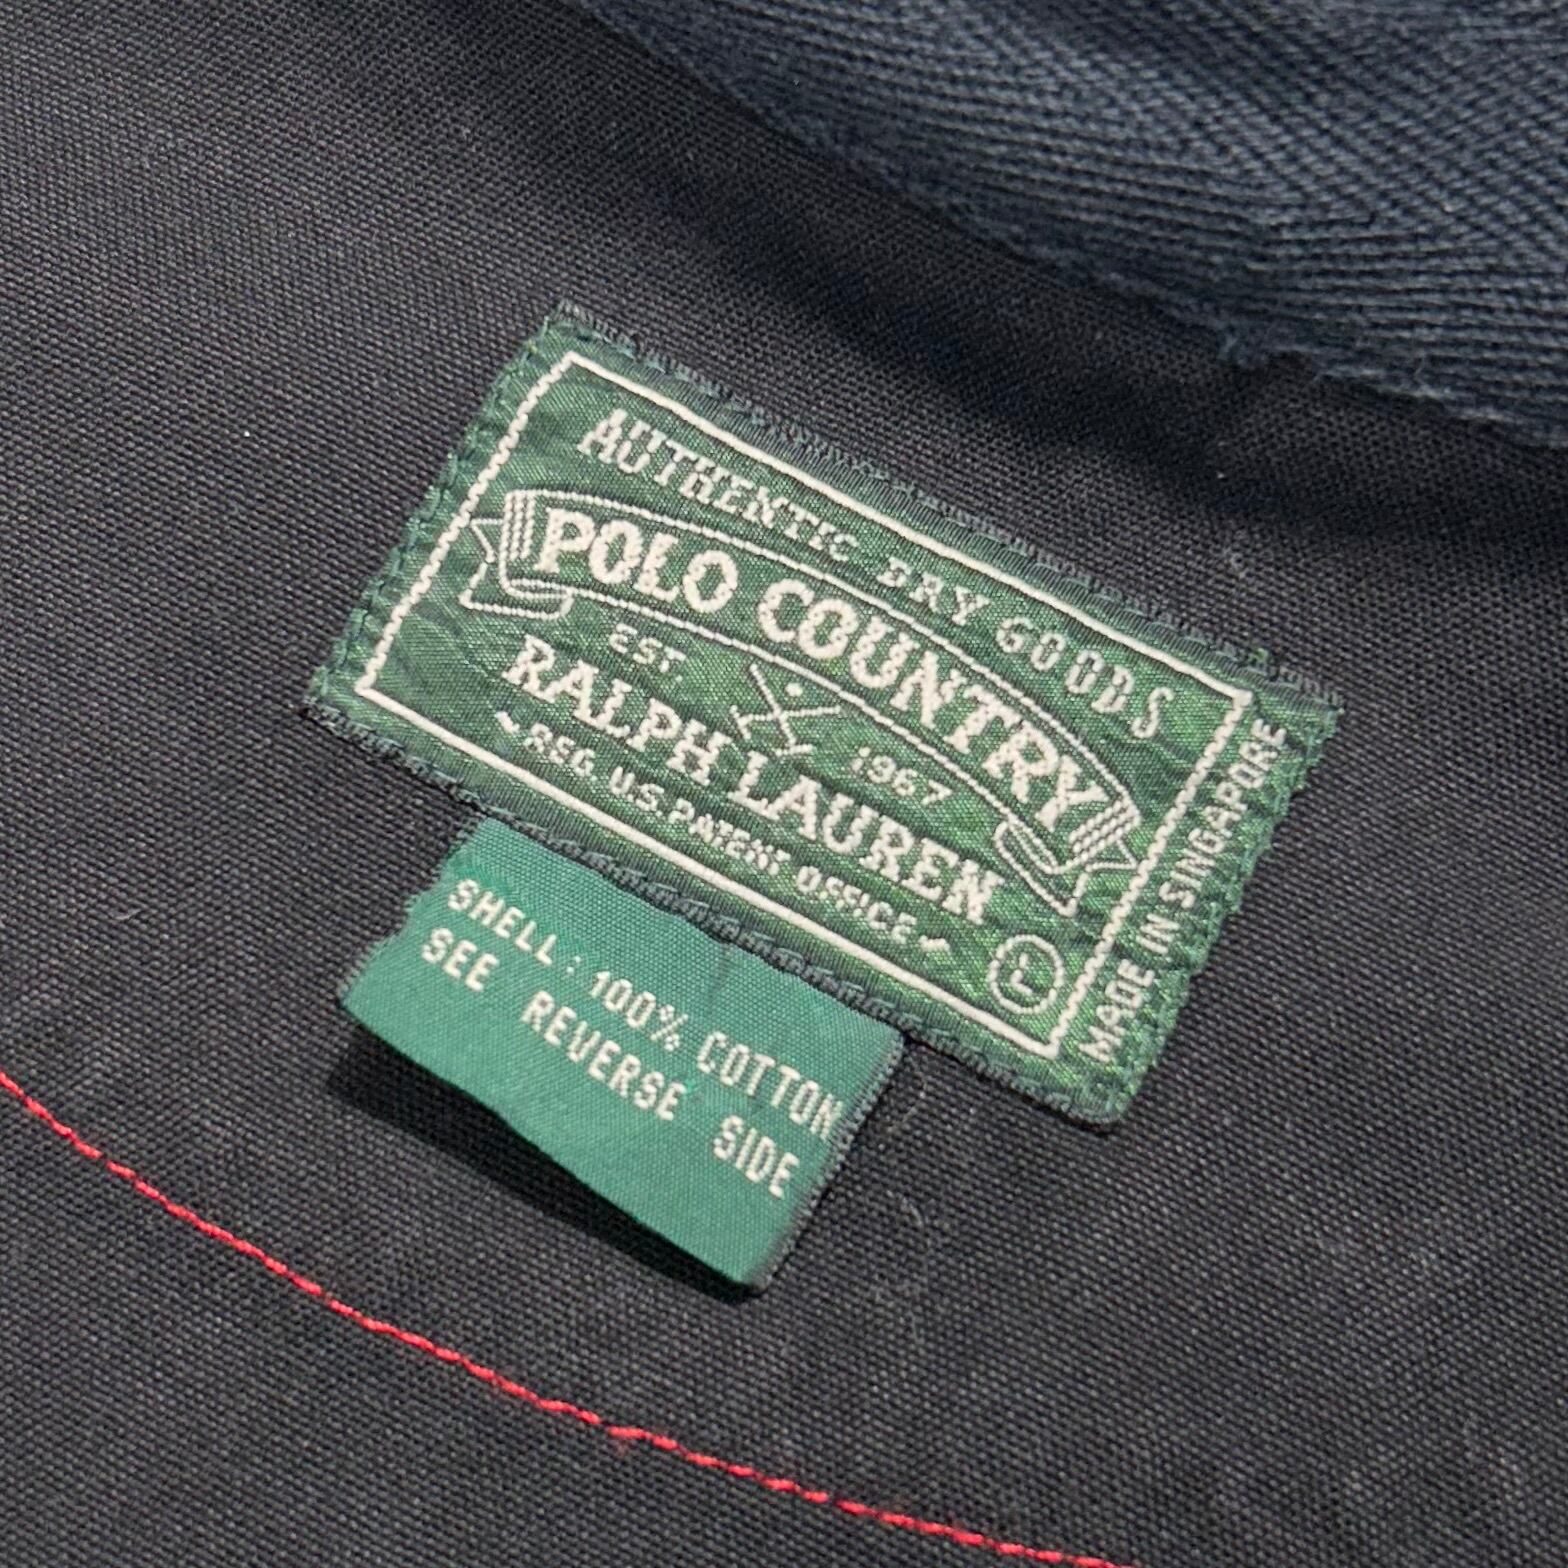 AUTHENTIC DRY GOODS
POLO COUNTRY
EST. 1967
RALPH LAUREN
REG. U.S. PATENT OFFICE
L
MADE IN SINGAPORE
SHELL : 100% COTTON
SEE REVERSE SIDE